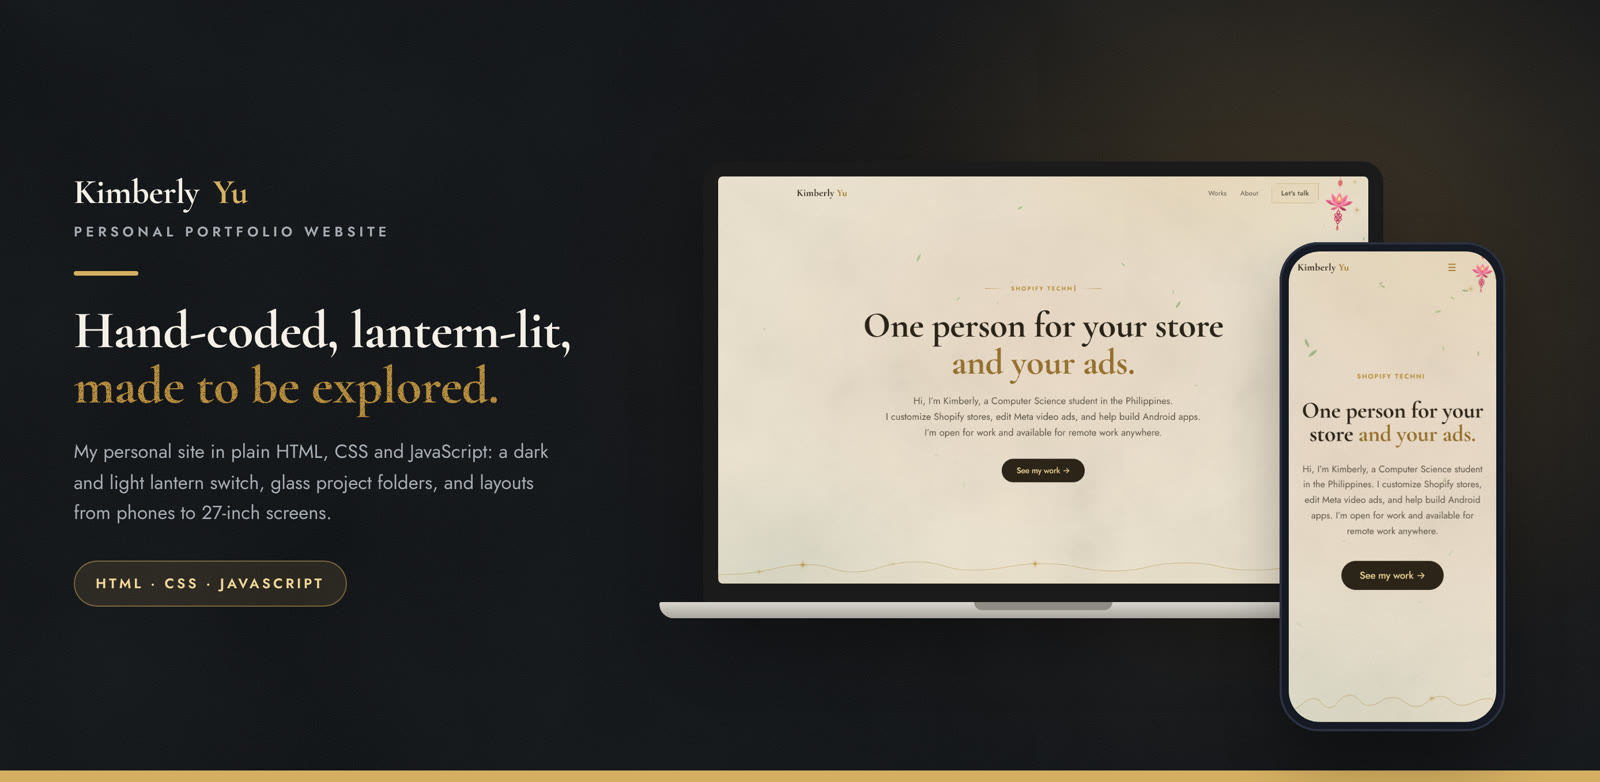 Kimberly Yu
PERSONAL PORTFOLIO WEBSITE
Hand-coded, lantern-lit,
made to be explored.
My personal site in plain HTML, CSS and JavaScript: a dark
and light lantern switch, glass project folders, and layouts
from phones to 27-inch screens.
HTML · CSS · JAVASCRIPT
Kimberly Yu
Works
About
Let's talk
SHOPIFY TECHN|
One person for your store
and your ads.
Hi, I'm Kimberly, a Computer Science student in the Philippines.
I customize Shopify stores, edit Meta video ads, and help build Android apps.
I'm open for work and available for remote work anywhere.
See my work →
Kimberly Yu
☰
SHOPIFY TECHNI
One person for your
store and your ads.
Hi, I'm Kimberly, a Computer Science student
in the Philippines. I customize Shopify stores,
edit Meta video ads, and help build Android
apps. I'm open for work and available for
remote work anywhere.
See my work →